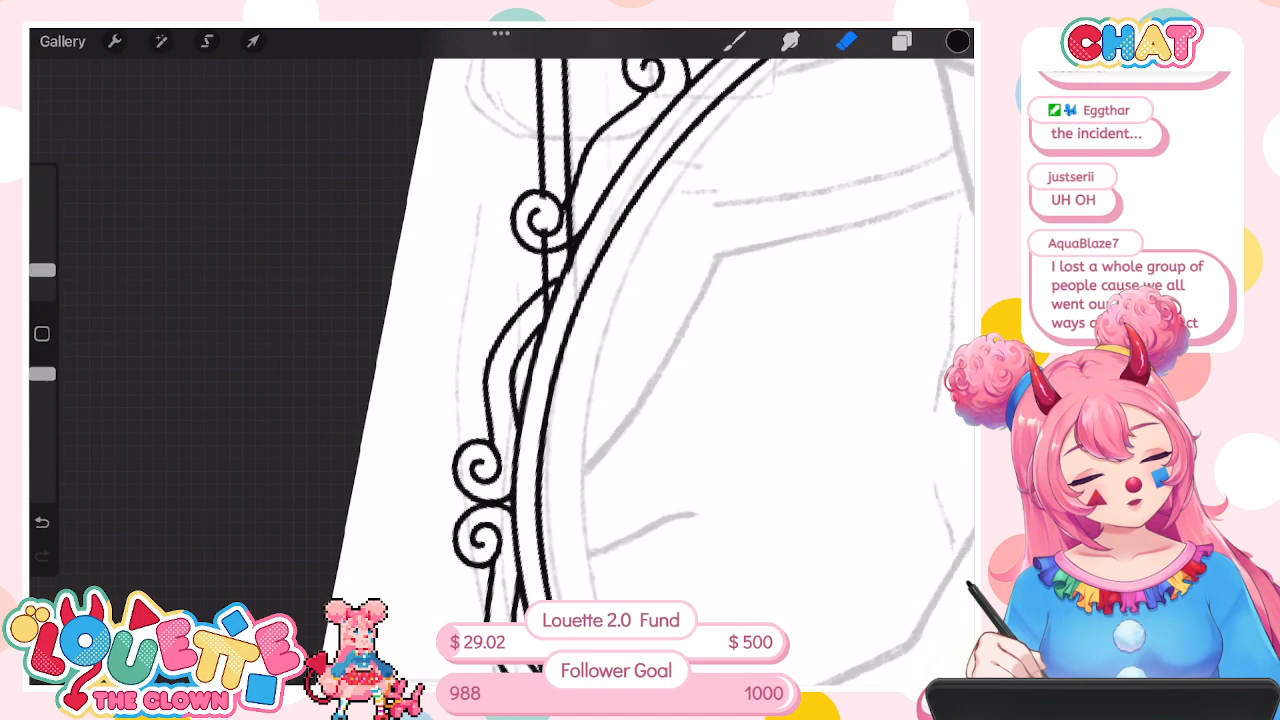 Gallery
CHAT
Eggthar
the incident...
justserii
UH OH
AquaBlaze7
I lost a whole group of
people cause we all
went
ways
LOUETTE
THE CLOWN
Louette 2.0 Fund
$ 29.02
$ 500
Follower Goal
988
1000